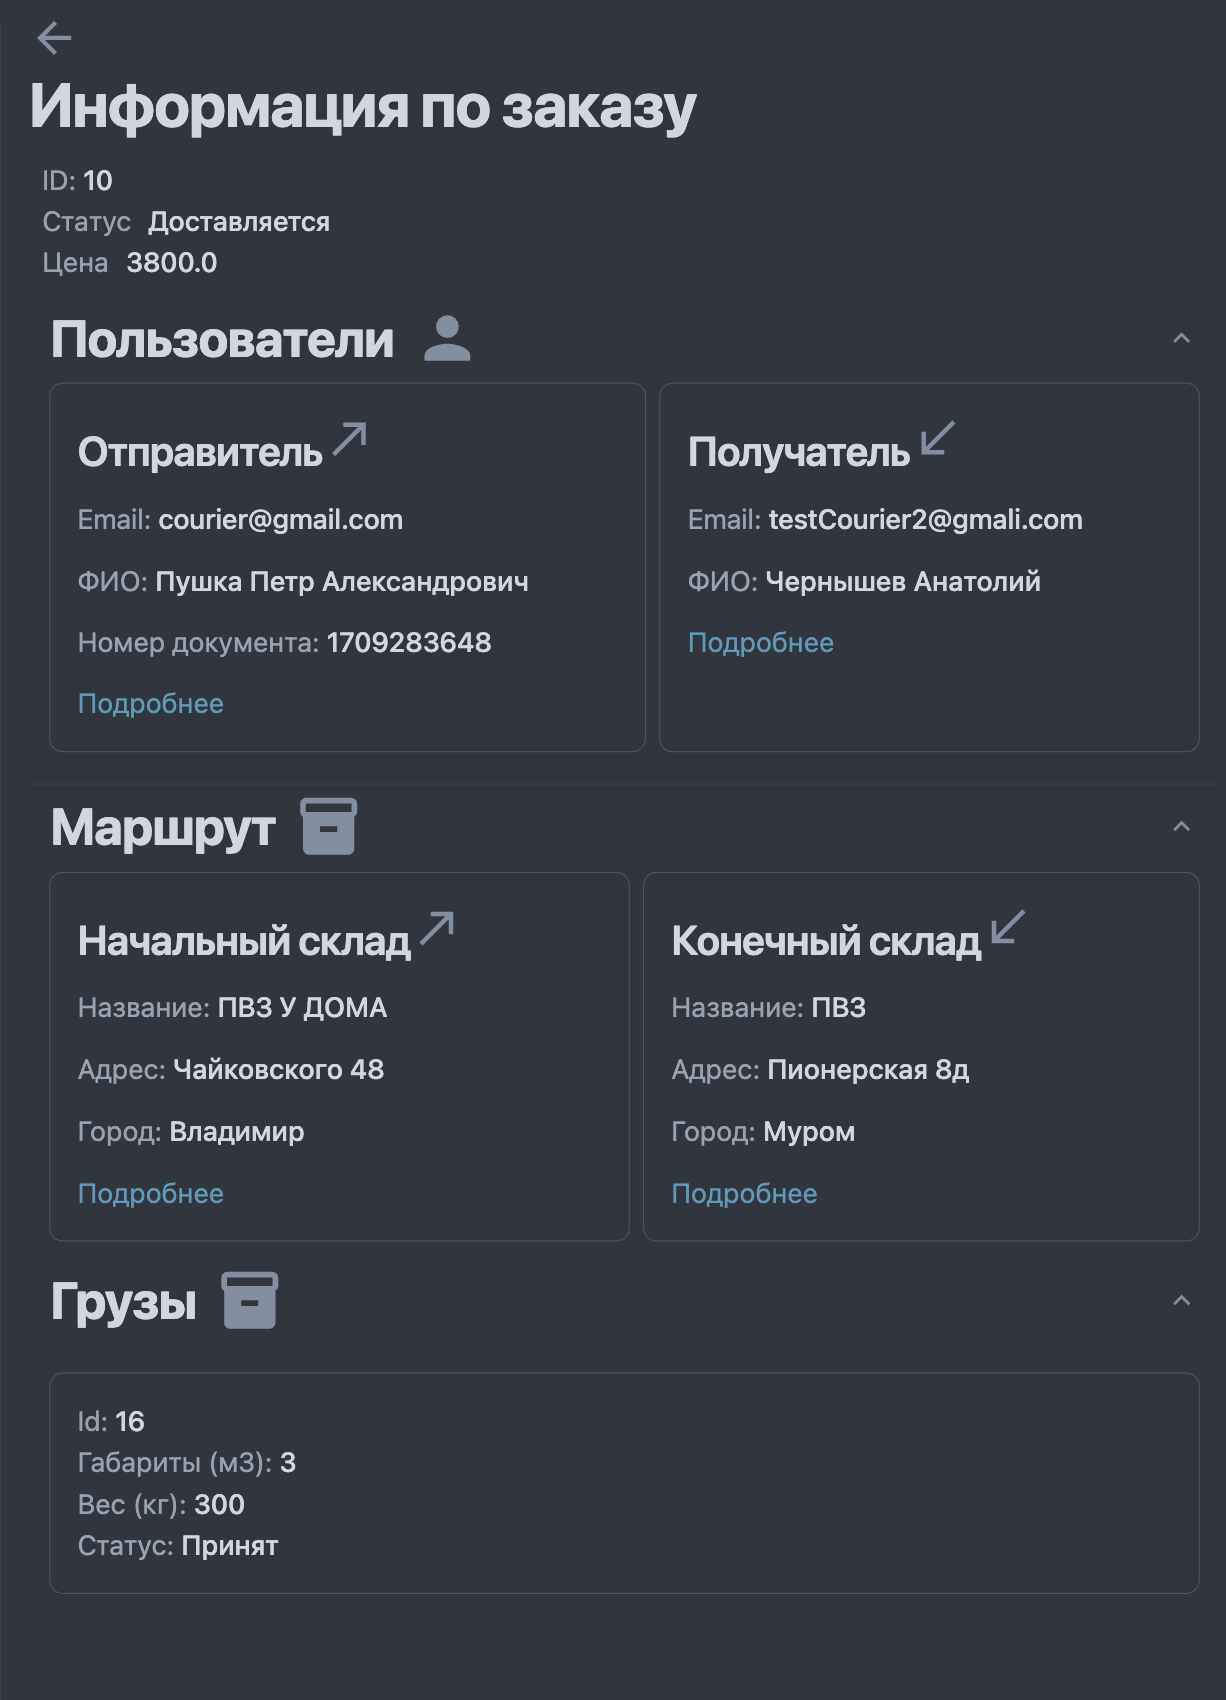 Информация по заказу
ID: 10
Статус Доставляется
Цена 3800.0
Пользователи
Отправитель
Email: courier@gmail.com
ФИО: Пушка Петр Александрович
Номер документа: 1709283648
Подробнее
Получатель
Email: testCourier2@gmali.com
ФИО: Чернышев Анатолий
Подробнее
Маршрут
Начальный склад
Название: ПВЗ У ДОМА
Адрес: Чайковского 48
Город: Владимир
Подробнее
Конечный склад
Название: ПВЗ
Адрес: Пионерская 8д
Город: Муром
Подробнее
Грузы
Id: 16
Габариты (м3): 3
Вес (кг): 300
Статус: Принят